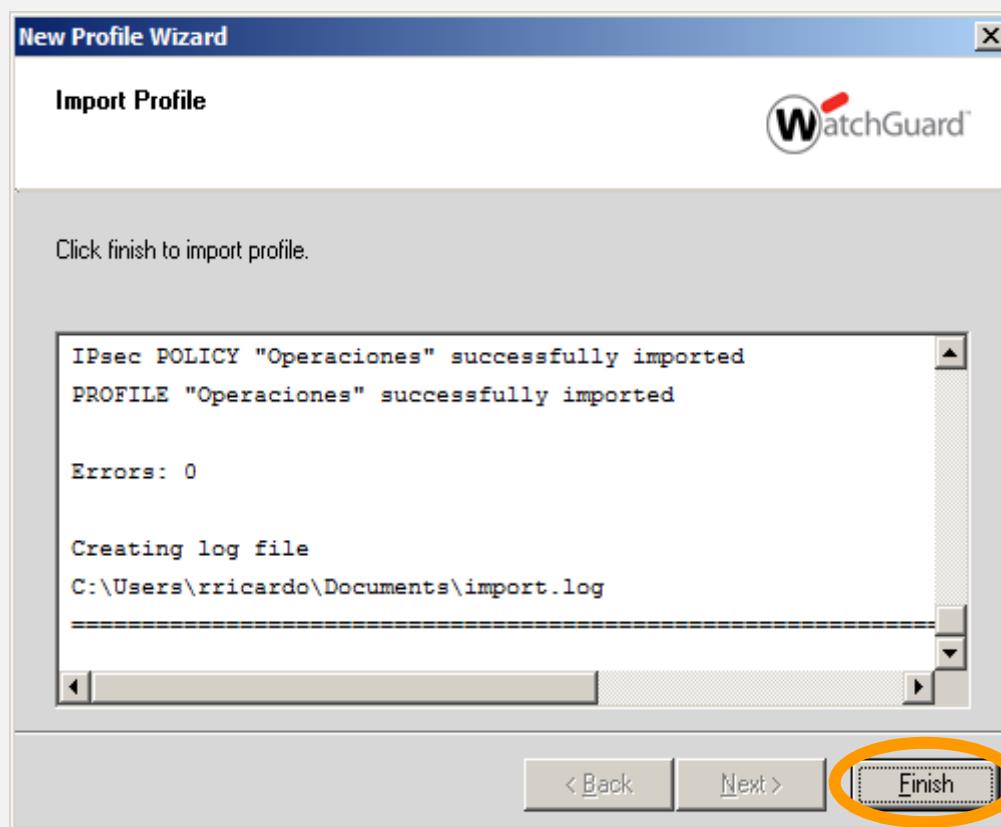 New Profile Wizard
Import Profile
WatchGuard™
Click finish to import profile.
IPsec POLICY "Operaciones" successfully imported
PROFILE "Operaciones" successfully imported
Errors: 0
Creating log file
C:\Users\rricardo\Documents\import.log
==============================================================
< Back
Next >
Finish